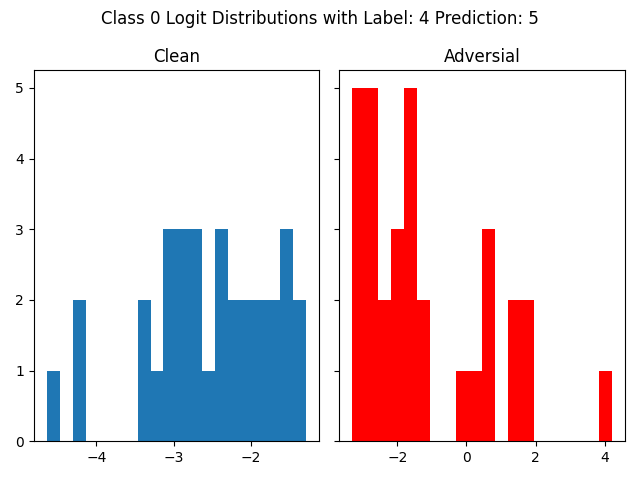 Class 0 Logit Distributions with Label: 4 Prediction: 5
Clean
Adversial
5
4
3
2
1
0
−4 −3 −2
−2 0 2 4